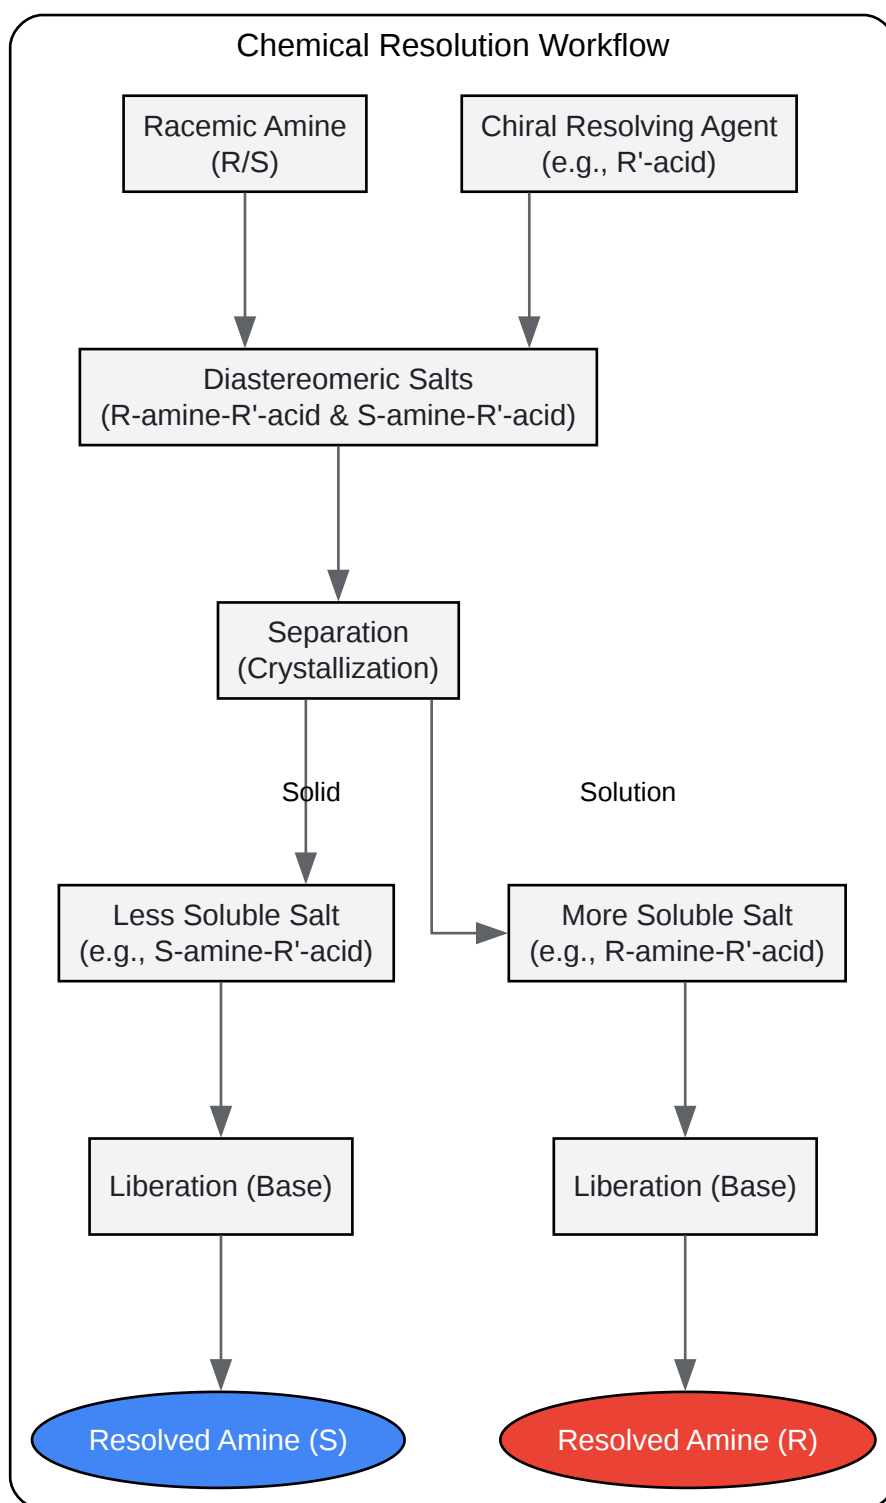 Chemical Resolution Workflow
Racemic Amine
(R/S)
Chiral Resolving Agent
(e.g., R'-acid)
Diastereomeric Salts
(R-amine-R'-acid & S-amine-R'-acid)
Separation
(Crystallization)
Solid
Solution
Less Soluble Salt
(e.g., S-amine-R'-acid)
More Soluble Salt
(e.g., R-amine-R'-acid)
Liberation (Base)
Liberation (Base)
Resolved Amine (S)
Resolved Amine (R)